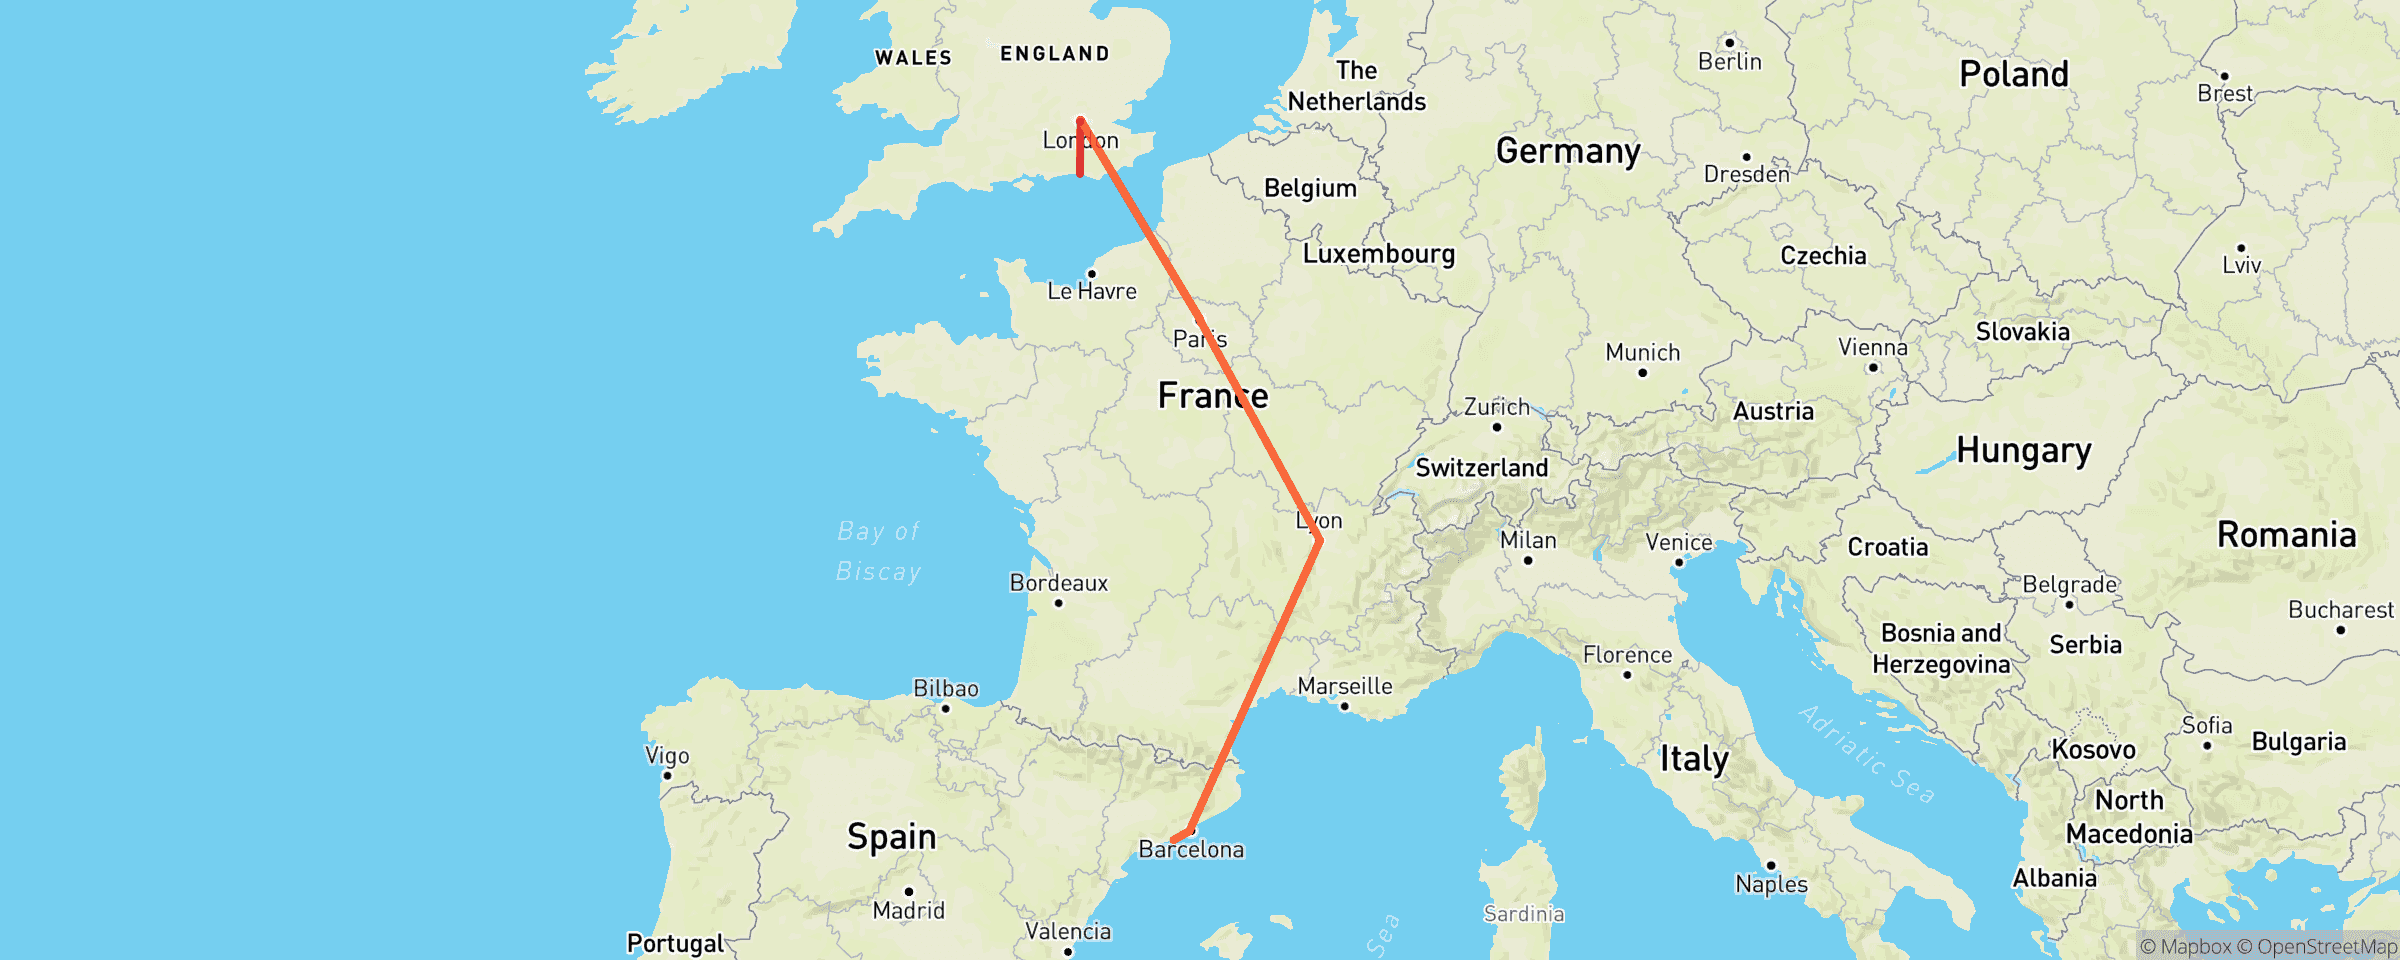 WALES
ENGLAND
London
The
Netherlands
Berlin
Poland
Brest
Germany
Belgium
Dresden
Luxembourg
Czechia
Lviv
Le Havre
Paris
Slovakia
Munich
Vienna
France
Zurich
Austria
Switzerland
Hungary
Bay of
Biscay
Lyon
Milan
Venice
Croatia
Romania
Bordeaux
Belgrade
Bucharest
Bosnia and
Herzegovina
Serbia
Florence
Bilbao
Marseille
Adriatic Sea
Vigo
Italy
Sofia
Bulgaria
Kosovo
North
Macedonia
Spain
Barcelona
Madrid
Naples
Albania
Portugal
Valencia
Sea
Sardinia
© Mapbox © OpenStreetMap